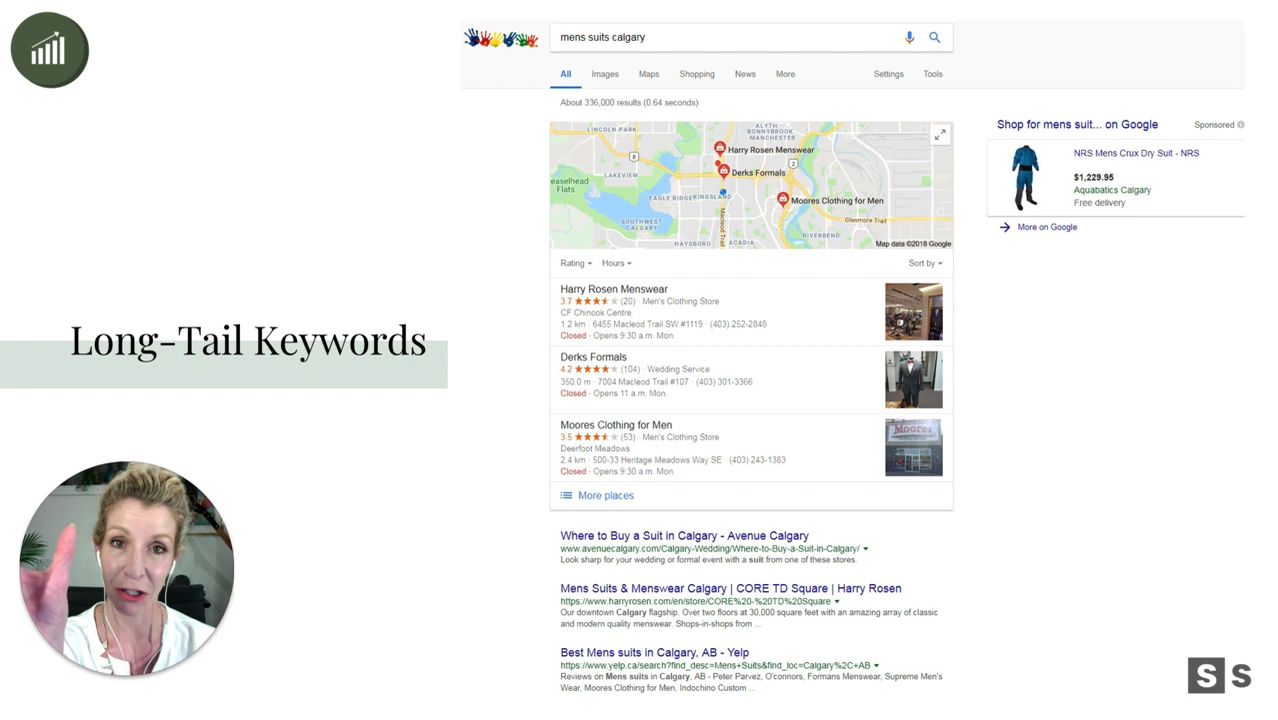 mens suits calgary
All Images Maps Shopping News More Settings Tools
About 336,000 results (0.64 seconds)
LINCOLN PARK
ALYTH
BONNYBROOK
MANCHESTER
Harry Rosen Menswear
8
2
LAKEVIEW
Derks Formals
easelhead
Flats
EAGLE RIDGE
KINGSLAND
Moores Clothing for Men
SOUTHWEST
CALGARY
Macleod Trail
Glenmore Trail
RIVERBEND
HAYSBORO
ACADIA
Map data ©2018 Google
Rating Hours Sort by
Harry Rosen Menswear
3.7 (20) · Men's Clothing Store
CF Chinook Centre
1.2 km · 6455 Macleod Trail SW #1119 · (403) 252-2848
Closed · Opens 9:30 a.m. Mon.
Derks Formals
4.2 (104) · Wedding Service
350.0 m · 7004 Macleod Trail #107 · (403) 301-3366
Closed · Opens 11 a.m. Mon.
Moores Clothing for Men
3.5 (53) · Men's Clothing Store
Deerfoot Meadows
2.4 km · 500-33 Heritage Meadows Way SE · (403) 243-1383
Closed · Opens 9:30 a.m. Mon.
Moores
More places
Where to Buy a Suit in Calgary - Avenue Calgary
www.avenuecalgary.com/Calgary-Wedding/Where-to-Buy-a-Suit-in-Calgary/
Look sharp for your wedding or formal event with a suit from one of these stores.
Mens Suits & Menswear Calgary | CORE TD Square | Harry Rosen
https://www.harryrosen.com/en/store/CORE%20-%20TD%20Square
Our downtown Calgary flagship. Over two floors at 30,000 square feet with an amazing array of classic
and modern quality menswear. Shops-in-shops from ...
Best Mens suits in Calgary, AB - Yelp
https://www.yelp.ca/search?find_desc=Mens+Suits&find_loc=Calgary%2C+AB
Reviews on Mens suits in Calgary, AB - Peter Parvez, O'connors, Formans Menswear, Supreme Men's
Wear, Moores Clothing for Men, Indochino Custom ...
Shop for mens suit... on Google Sponsored
NRS Mens Crux Dry Suit - NRS
$1,229.95
Aquabatics Calgary
Free delivery
More on Google
Long-Tail Keywords
S S